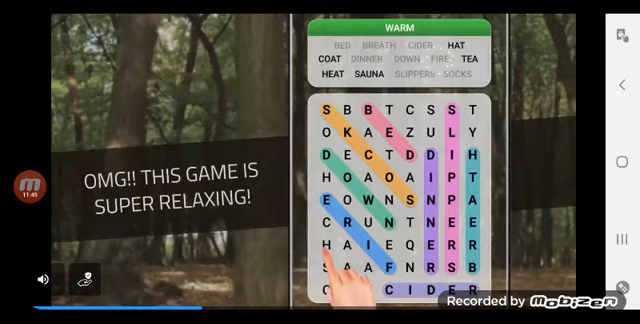 WARM
BED BREATH CIDER HAT
COAT DINNER DOWN FIRE TEA
HEAT SAUNA SLIPPERS SOCKS
OMG!! THIS GAME IS
SUPER RELAXING!
S B B T C S S T
O K A E Z U L Y
D E C T D D I H
H O A O A I P T
E O W N S N P A
C R U N T N E E
H A I E Q E R R
S A A F N R S B
C I D E R
11:49
Recorded by Mobizen